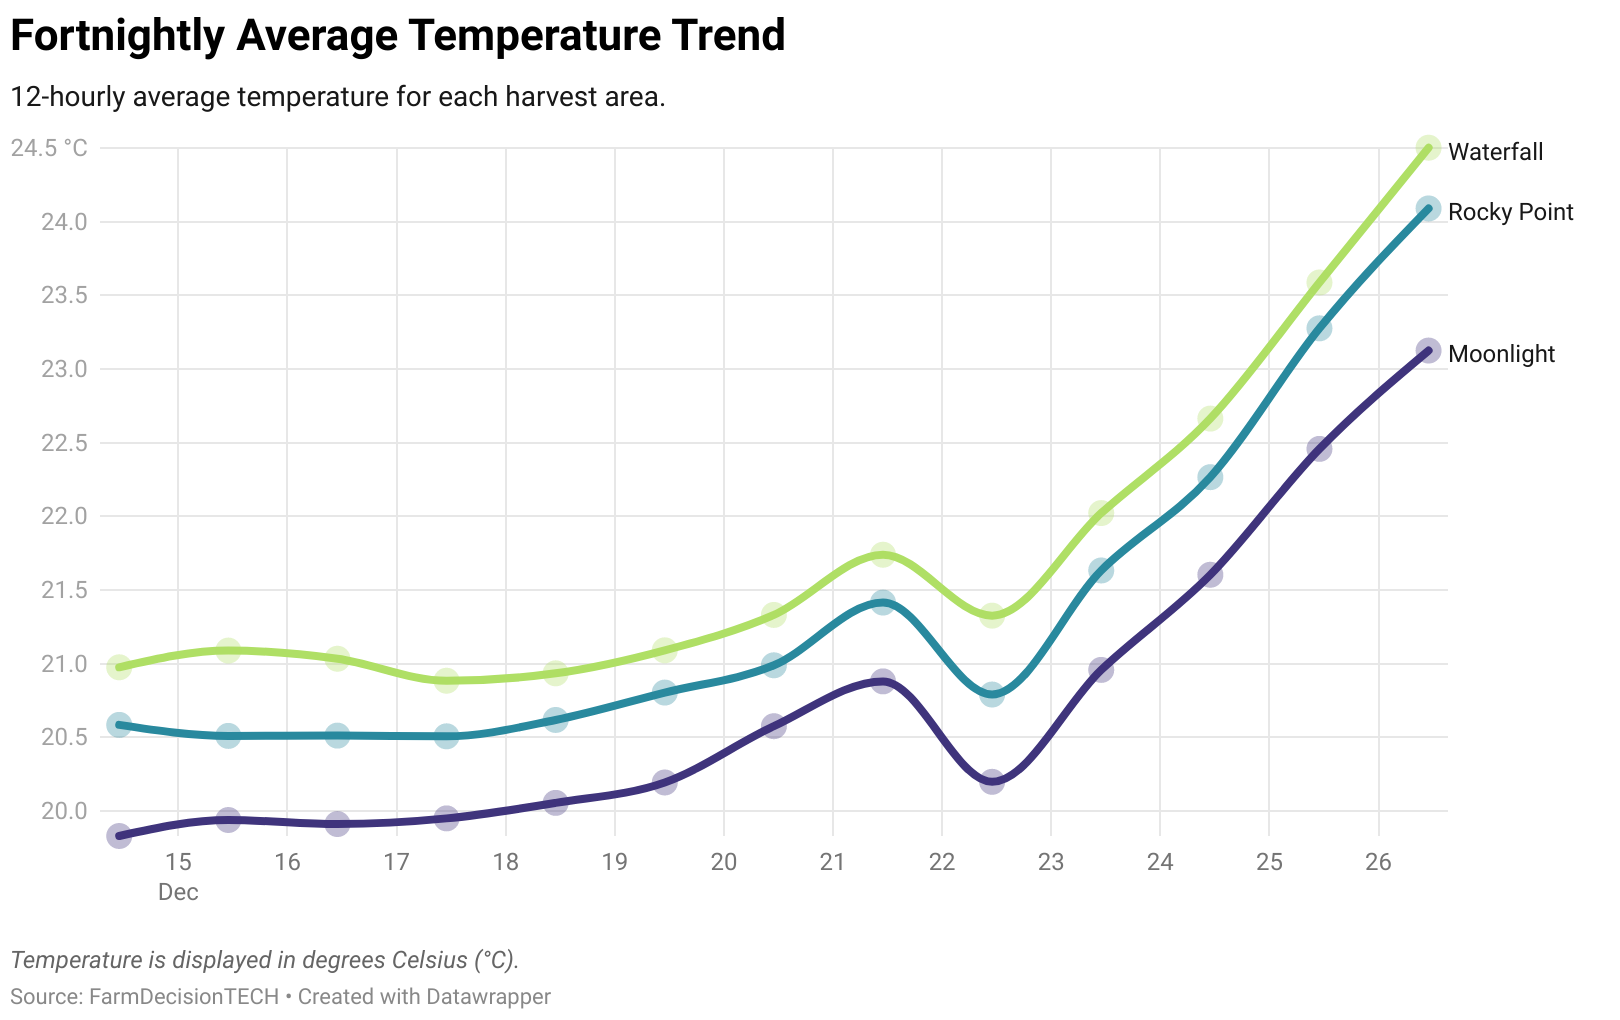 Fortnightly Average Temperature Trend
12-hourly average temperature for each harvest area.
24.5 °C
24.0
23.5
23.0
22.5
22.0
21.5
21.0
20.5
20.0
Waterfall
Rocky Point
Moonlight
15 16 17 18 19 20 21 22 23 24 25 26
Dec
Temperature is displayed in degrees Celsius (°C).
Source: FarmDecisionTECH • Created with Datawrapper